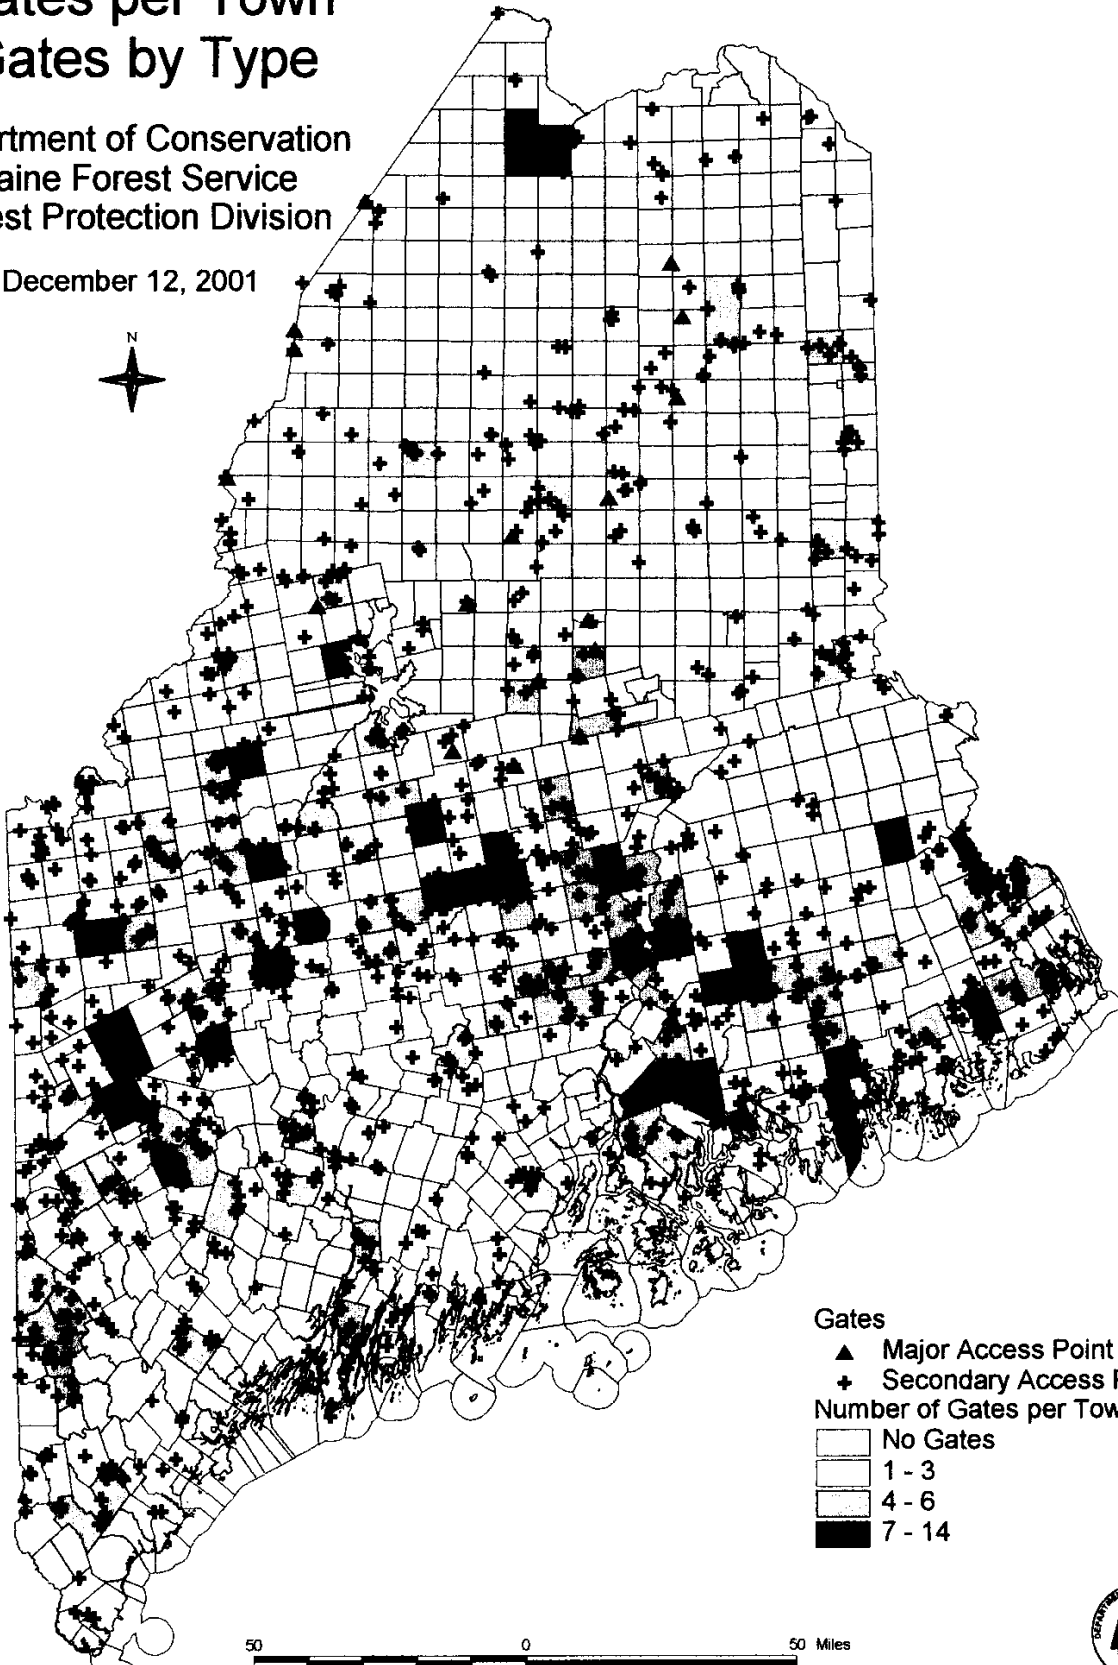 ates per Town
Gates by Type
rtment of Conservation
aine Forest Service
est Protection Division
December 12, 2001
N
Gates
Major Access Point
Secondary Access P
Number of Gates per Tow
No Gates
1 - 3
4 - 6
7 - 14
50 0 50 Miles